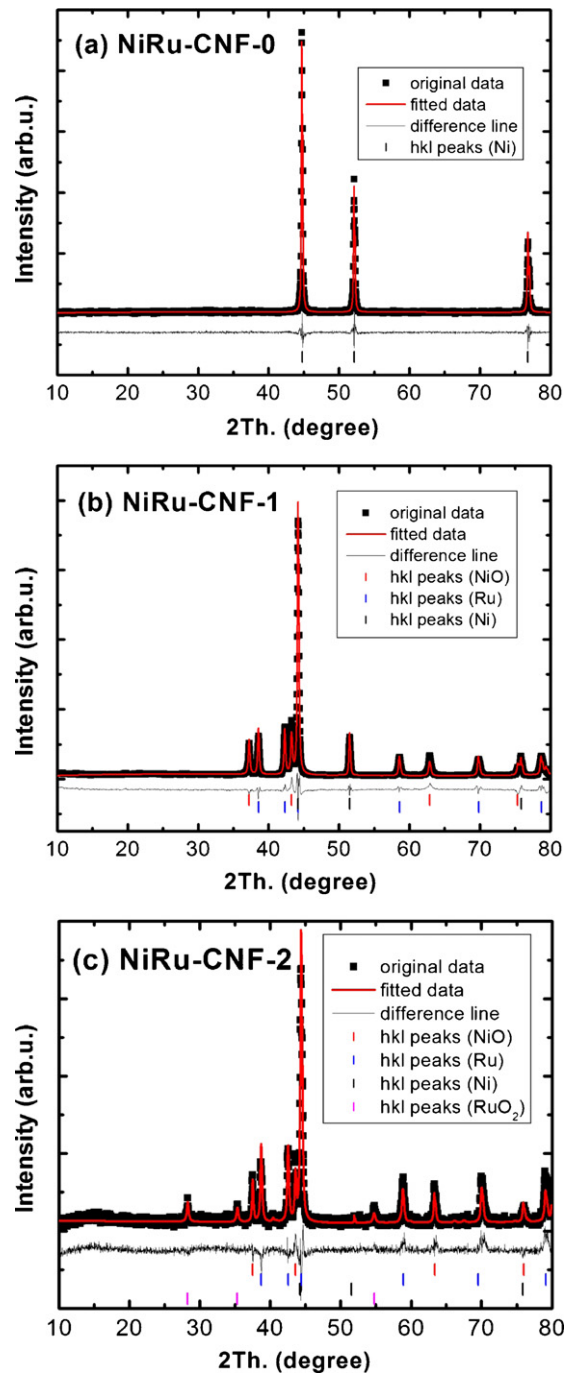 (a) NiRu-CNF-0
original data
fitted data
difference line
hkl peaks (Ni)
Intensity (arb.u.)
10 20 30 40 50 60 70 80
2Th. (degree)
(b) NiRu-CNF-1
original data
fitted data
difference line
hkl peaks (NiO)
hkl peaks (Ru)
hkl peaks (Ni)
Intensity (arb.u.)
10 20 30 40 50 60 70 80
2Th. (degree)
(c) NiRu-CNF-2
original data
fitted data
difference line
hkl peaks (NiO)
hkl peaks (Ru)
hkl peaks (Ni)
hkl peaks (RuO₂)
Intensity (arb.u.)
10 20 30 40 50 60 70 80
2Th. (degree)